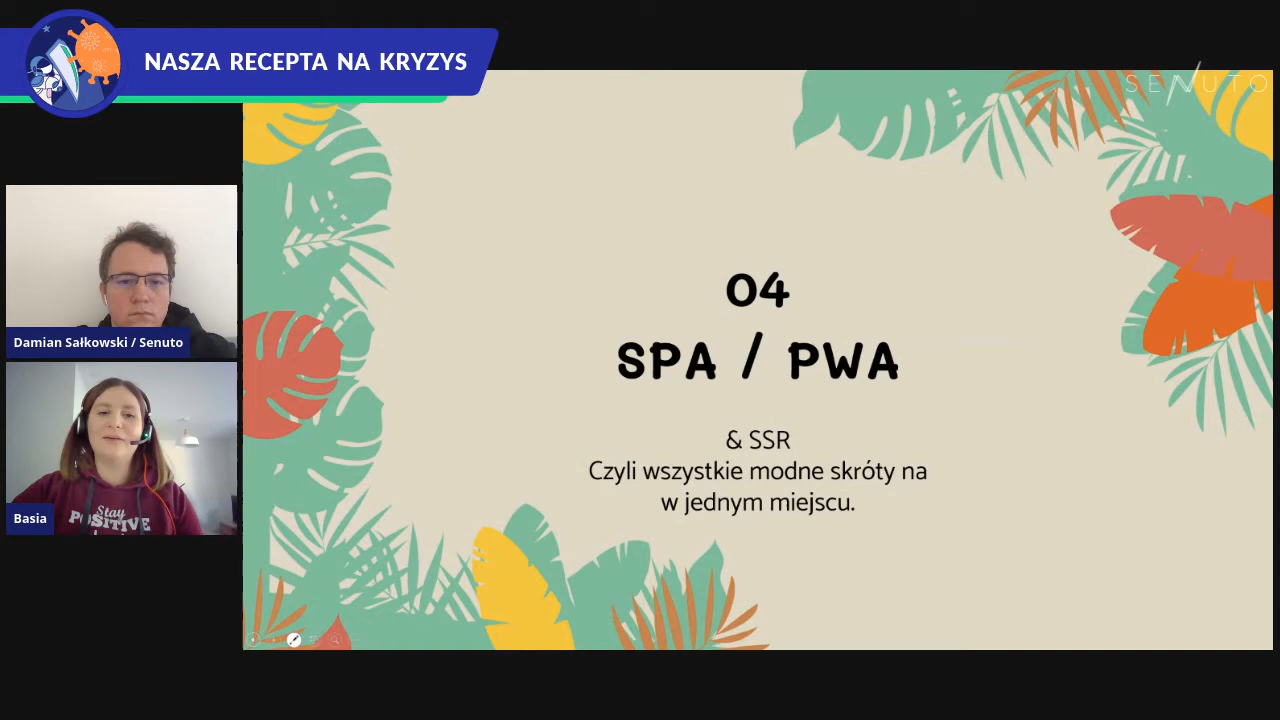 NASZA RECEPTA NA KRYZYS
SENUTO
Damian Sałkowski / Senuto
Stay
POSITIVE
Basia
04
SPA / PWA
& SSR
Czyli wszystkie modne skróty na
w jednym miejscu.